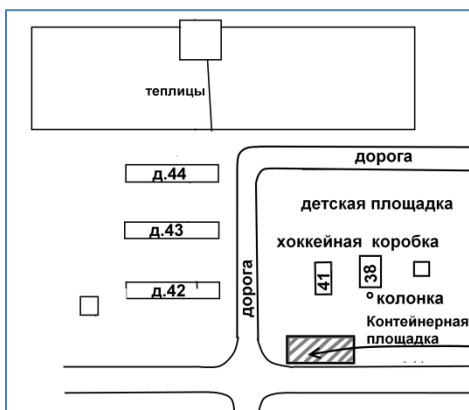 теплицы
дорога
д.44
детская площадка
д.43
хоккейная коробка
41
38
д.42
дорога
колонка
Контейнерная
площадка